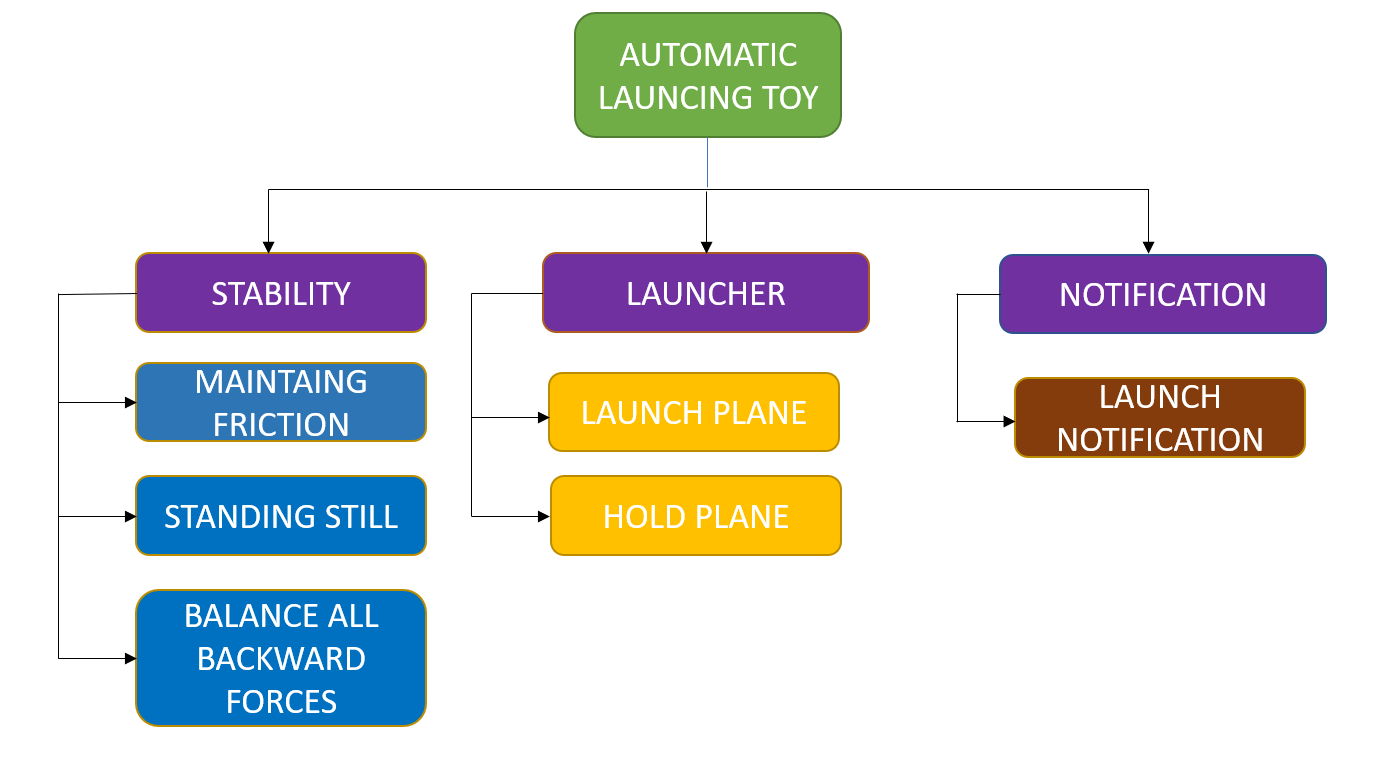 AUTOMATIC
LAUNCING TOY
STABILITY
LAUNCHER
NOTIFICATION
MAINTAING
FRICTION
LAUNCH PLANE
LAUNCH
NOTIFICATION
STANDING STILL
HOLD PLANE
BALANCE ALL
BACKWARD
FORCES